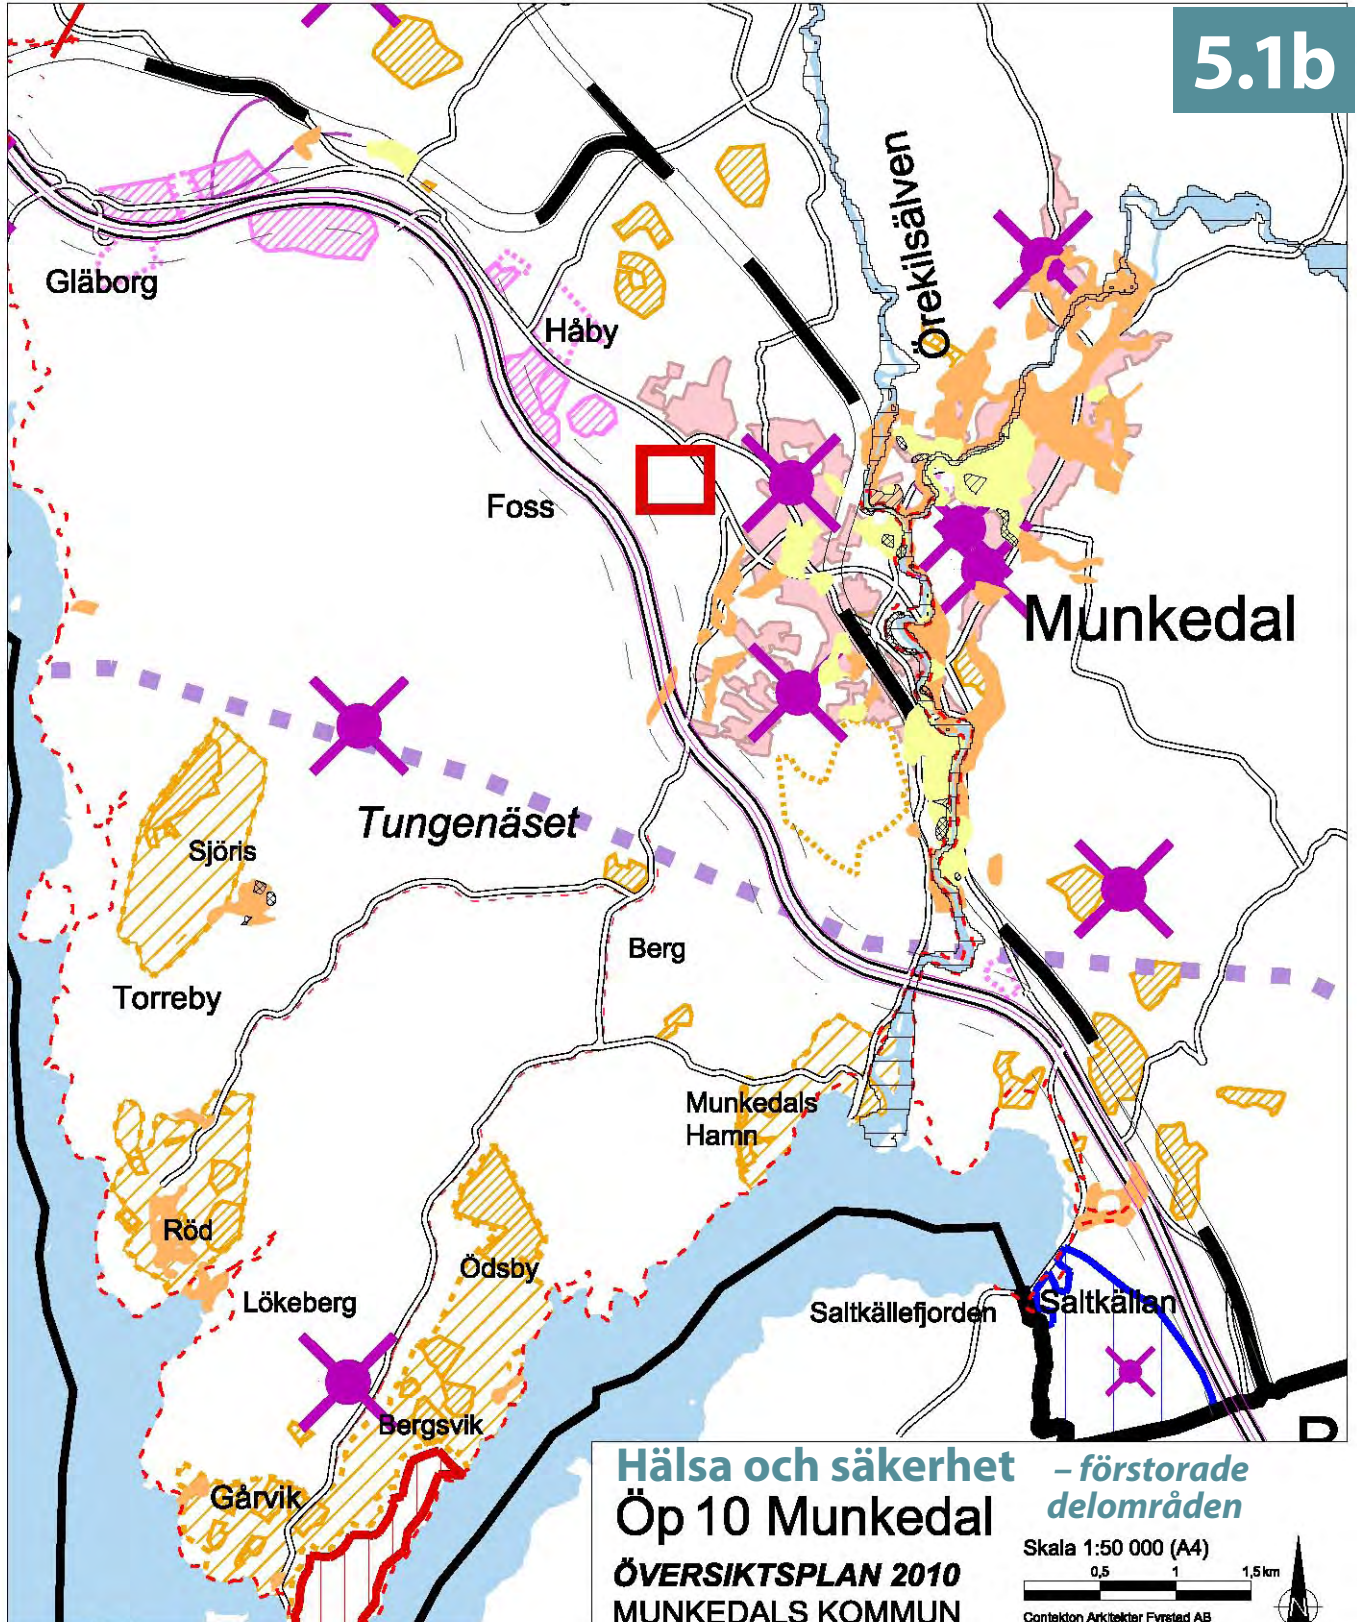 5.1b
Örekilsälven
Gläborg
Håby
Foss
Munkedal
Tungenäset
Sjöris
Berg
Torreby
Munkedals
Hamn
Röd
Ödsby
Lökeberg
Saltkällefjorden
Saltkällan
Bergsvik
Gårvik
Hälsa och säkerhet – förstorade
delområden
Öp 10 Munkedal
Skala 1:50 000 (A4)
0,5 1 1,5 km
ÖVERSIKTSPLAN 2010
MUNKEDALS KOMMUN
Contekton Arkitekter Fyrstad AB